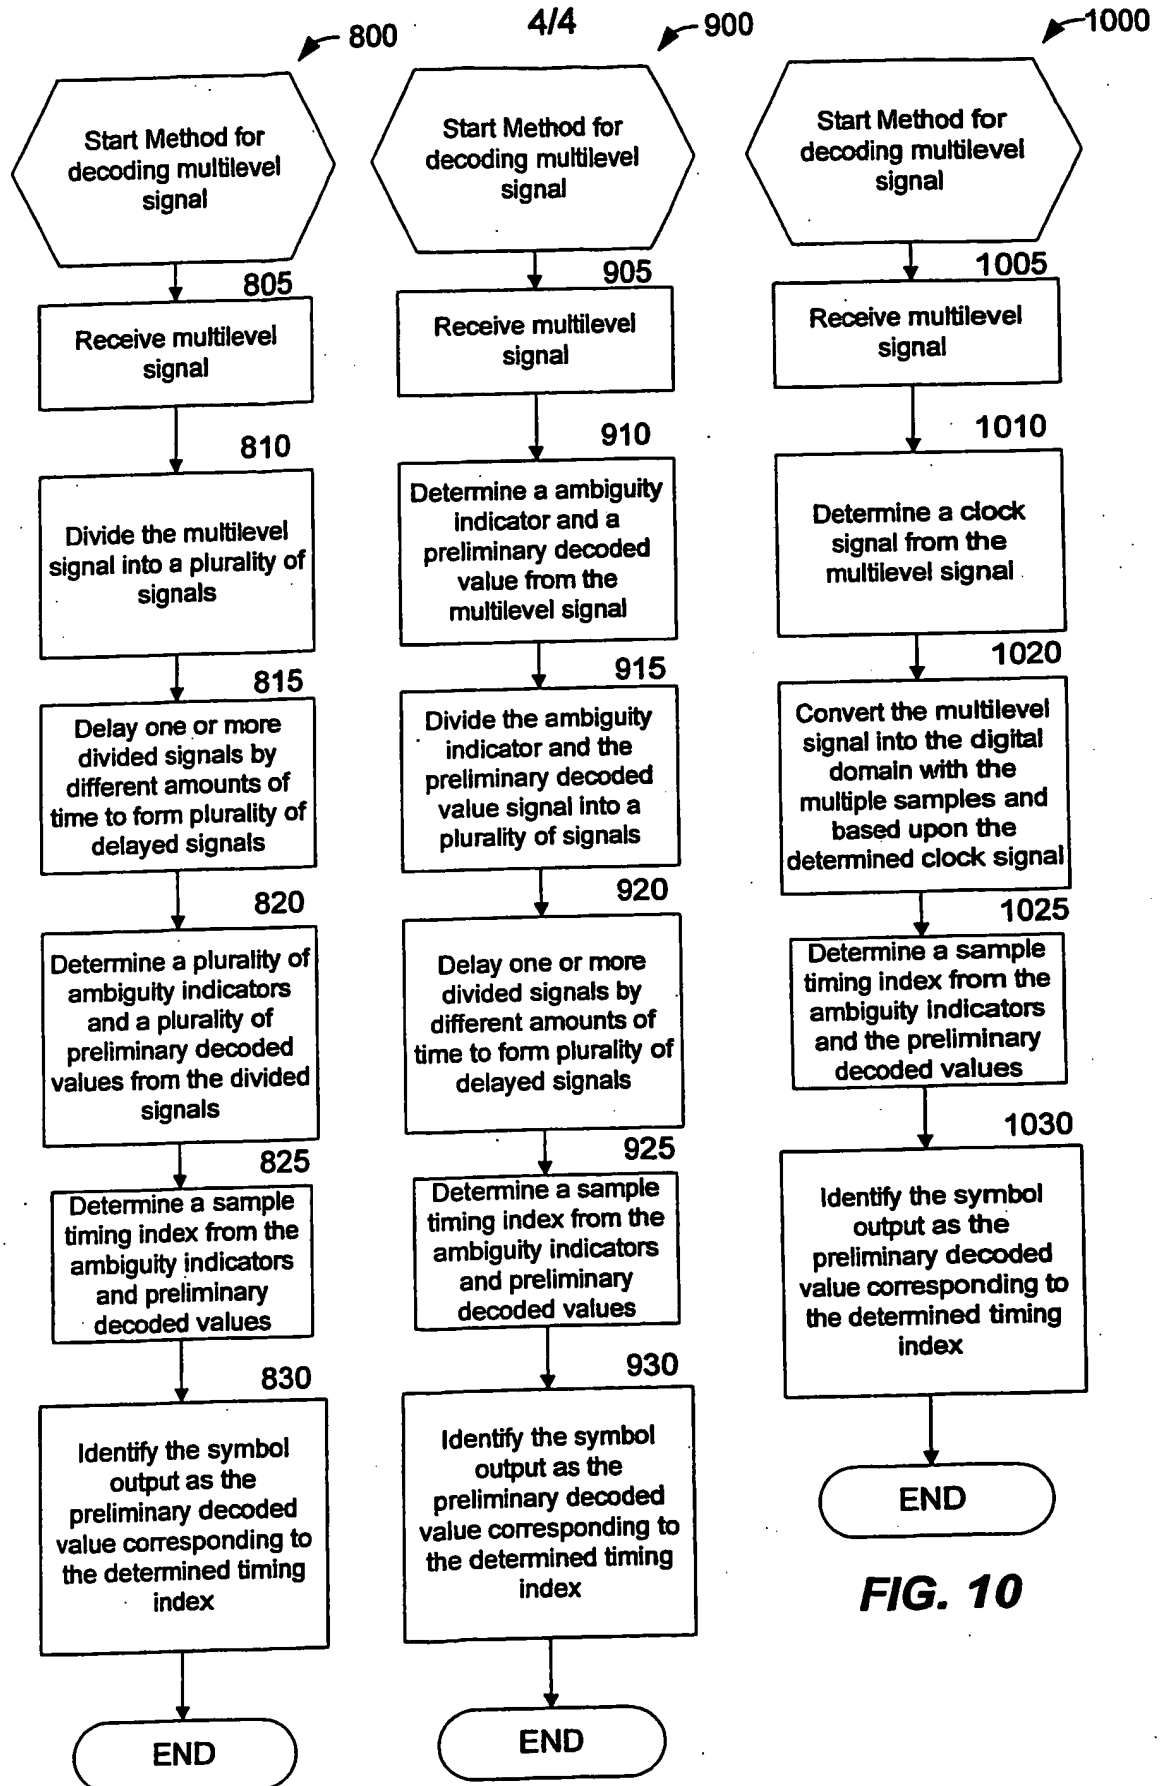 4/4
800
Start Method for
decoding multilevel
signal
805
Receive multilevel
signal
810
Divide the multilevel
signal into a plurality of
signals
815
Delay one or more
divided signals by
different amounts of
time to form plurality of
delayed signals
820
Determine a plurality of
ambiguity indicators
and a plurality of
preliminary decoded
values from the divided
signals
825
Determine a sample
timing index from the
ambiguity indicators
and preliminary
decoded values
830
Identify the symbol
output as the
preliminary decoded
value corresponding to
the determined timing
index
END
900
Start Method for
decoding multilevel
signal
905
Receive multilevel
signal
910
Determine a ambiguity
indicator and a
preliminary decoded
value from the
multilevel signal
915
Divide the ambiguity
indicator and the
preliminary decoded
value signal into a
plurality of signals
920
Delay one or more
divided signals by
different amounts of
time to form plurality of
delayed signals
925
Determine a sample
timing index from the
ambiguity indicators
and preliminary
decoded values
930
Identify the symbol
output as the
preliminary decoded
value corresponding to
the determined timing
index
END
1000
Start Method for
decoding multilevel
signal
1005
Receive multilevel
signal
1010
Determine a clock
signal from the
multilevel signal
1020
Convert the multilevel
signal into the digital
domain with the
multiple samples and
based upon the
determined clock signal
1025
Determine a sample
timing index from the
ambiguity indicators
and the preliminary
decoded values
1030
Identify the symbol
output as the
preliminary decoded
value corresponding to
the determined timing
index
END
FIG. 10